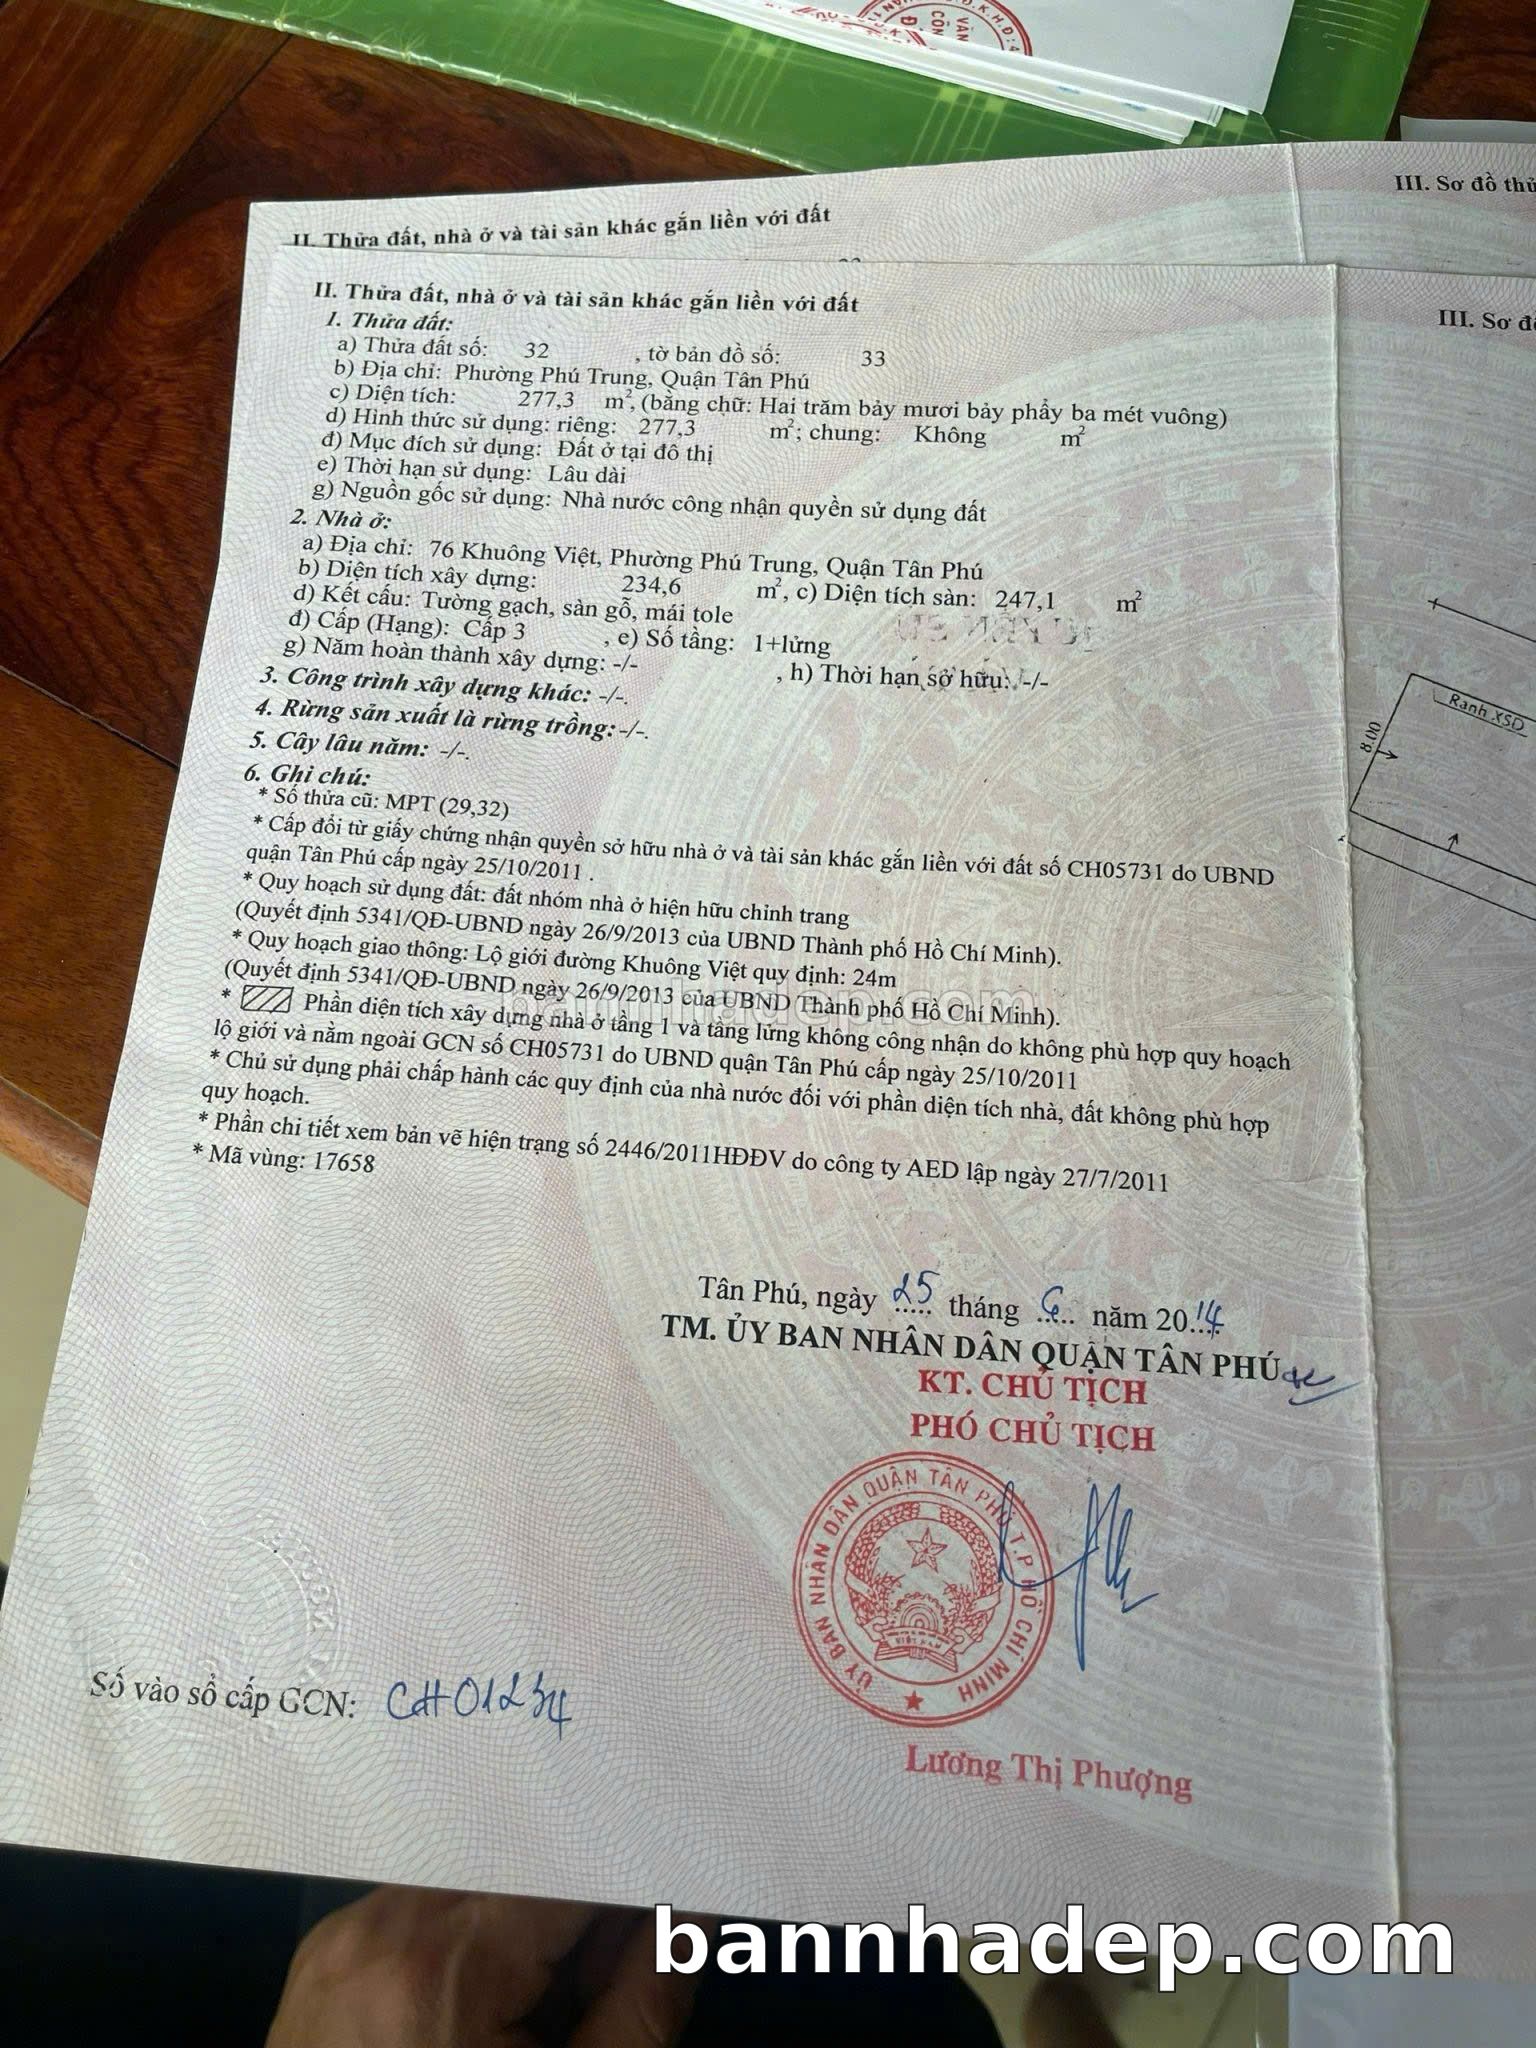 II. Thửa đất, nhà ở và tài sản khác gắn liền với đất
III. Sơ đồ
II. Thửa đất, nhà ở và tài sản khác gắn liền với đất
1. Thửa đất:
a) Thửa đất số: 32 , tờ bản đồ số: 33
b) Địa chỉ: Phường Phú Trung, Quận Tân Phú
c) Diện tích: 277,3 m², (bằng chữ: Hai trăm bảy mươi bảy phẩy ba mét vuông)
d) Hình thức sử dụng: riêng: 277,3 m²; chung: Không m²
đ) Mục đích sử dụng: Đất ở tại đô thị
e) Thời hạn sử dụng: Lâu dài
g) Nguồn gốc sử dụng: Nhà nước công nhận quyền sử dụng đất
2. Nhà ở:
a) Địa chỉ: 76 Khuông Việt, Phường Phú Trung, Quận Tân Phú
b) Diện tích xây dựng: 234,6 m², c) Diện tích sàn: 247,1 m²
d) Kết cấu: Tường gạch, sàn gỗ, mái tole
đ) Cấp (Hạng): Cấp 3 , e) Số tầng: 1+lửng
g) Năm hoàn thành xây dựng: -/- , h) Thời hạn sở hữu: -/-
3. Công trình xây dựng khác: -/-.
4. Rừng sản xuất là rừng trồng: -/-.
5. Cây lâu năm: -/-.
6. Ghi chú:
* Số thửa cũ: MPT (29,32)
* Cấp đổi từ giấy chứng nhận quyền sở hữu nhà ở và tài sản khác gắn liền với đất số CH05731 do UBND
quận Tân Phú cấp ngày 25/10/2011 .
* Quy hoạch sử dụng đất: đất nhóm nhà ở hiện hữu chỉnh trang
(Quyết định 5341/QĐ-UBND ngày 26/9/2013 của UBND Thành phố Hồ Chí Minh).
* Quy hoạch giao thông: Lộ giới đường Khuông Việt quy định: 24m
(Quyết định 5341/QĐ-UBND ngày 26/9/2013 của UBND Thành phố Hồ Chí Minh).
* Phần diện tích xây dựng nhà ở tầng 1 và tầng lửng không công nhận do không phù hợp quy hoạch
lộ giới và nằm ngoài GCN số CH05731 do UBND quận Tân Phú cấp ngày 25/10/2011
* Chủ sử dụng phải chấp hành các quy định của nhà nước đối với phần diện tích nhà, đất không phù hợp
quy hoạch.
* Phần chi tiết xem bản vẽ hiện trạng số 2446/2011HĐĐV do công ty AED lập ngày 27/7/2011
* Mã vùng: 17658
bannhadep.com
III. Sơ
Ranh XSD
8.00
Tân Phú, ngày 25 tháng 6 năm 2014
TM. ỦY BAN NHÂN DÂN QUẬN TÂN PHÚ
KT. CHỦ TỊCH
PHÓ CHỦ TỊCH
ỦY BAN NHÂN DÂN QUẬN TÂN PHÚ T.P HỒ CHÍ MINH
VIỆT NAM
Lương Thị Phượng
Số vào sổ cấp GCN: CH01234
bannhadep.com